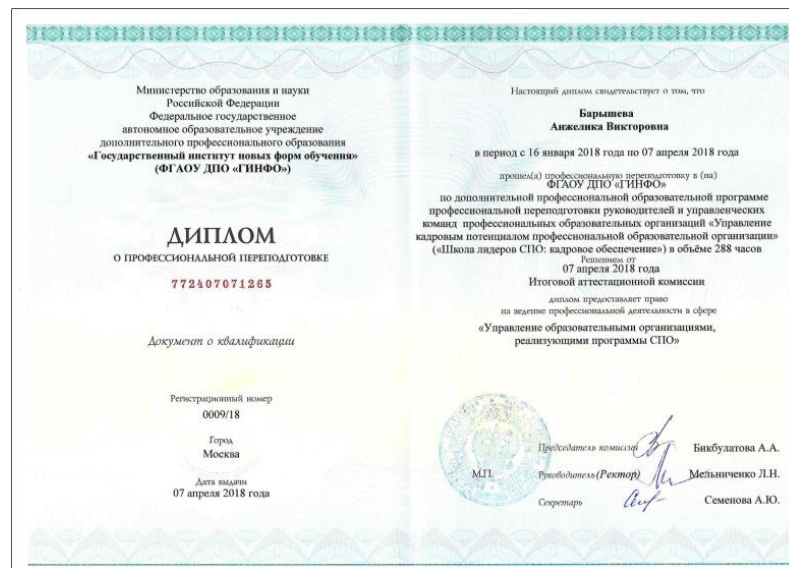 Министерство образования и науки
Российской Федерации
Федеральное государственное
автономное образовательное учреждение
дополнительного профессионального образования
«Государственный институт новых форм обучения»
(ФГАОУ ДПО «ГИНФО»)
ДИПЛОМ
О ПРОФЕССИОНАЛЬНОЙ ПЕРЕПОДГОТОВКЕ
772407071265
Документ о квалификации
Регистрационный номер
0009/18
Город
Москва
Дата выдачи
07 апреля 2018 года
Настоящий диплом свидетельствует о том, что
Барышева
Анжелика Викторовна
в период с 16 января 2018 года по 07 апреля 2018 года
прошел(а) профессиональную переподготовку в (на)
ФГАОУ ДПО «ГИНФО»
по дополнительной профессиональной образовательной программе
профессиональной переподготовки руководителей и управленческих
команд профессиональных образовательных организаций «Управление
кадровым потенциалом профессиональной образовательной организации»
(«Школа лидеров СПО: кадровое обеспечение») в объёме 288 часов
Решением от
07 апреля 2018 года
Итоговой аттестационной комиссии
диплом предоставляет право
на ведение профессиональной деятельности в сфере
«Управление образовательными организациями,
реализующими программы СПО»
Председатель комиссии Бикбулатова А.А.
М.П. Руководитель (Ректор) Мельниченко Л.Н.
Секретарь Семенова А.Ю.